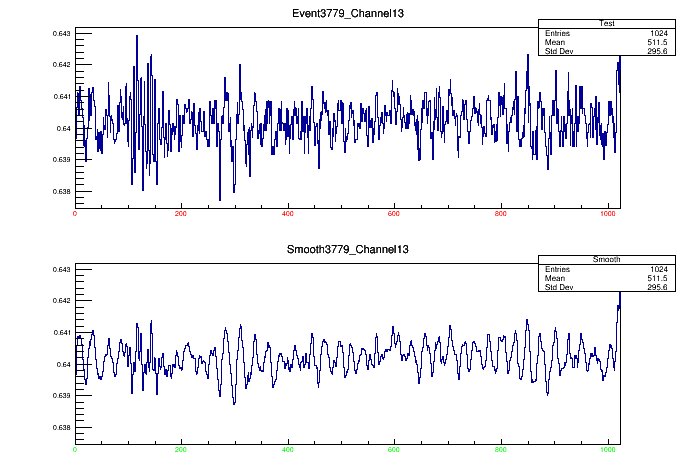 Event3779_Channel13
Test
Entries 1024
Mean 511.5
Std Dev 295.6
0.643
0.642
0.641
0.64
0.639
0.638
0 200 400 600 800 1000
Smooth3779_Channel13
Smooth
Entries 1024
Mean 511.5
Std Dev 295.6
0.643
0.642
0.641
0.64
0.639
0.638
0 200 400 600 800 1000